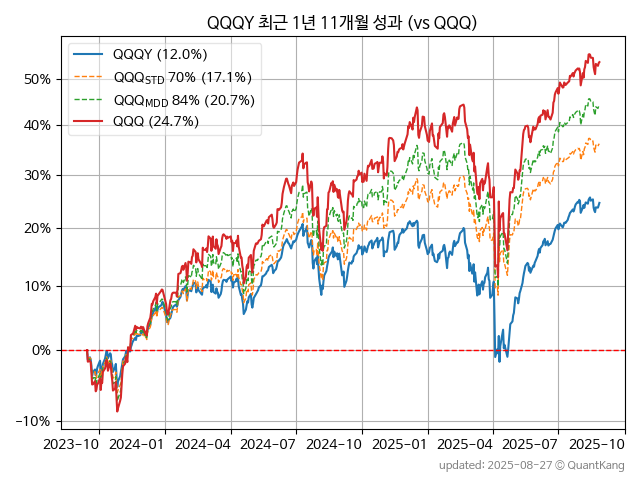 QQQY 최근 1년 11개월 성과 (vs QQQ)
QQQY (12.0%)
QQQSTD 70% (17.1%)
QQQMDD 84% (20.7%)
QQQ (24.7%)
50%
40%
30%
20%
10%
0%
−10%
2023−10 2024−01 2024−04 2024−07 2024−10 2025−01 2025−04 2025−07 2025−10
updated: 2025-08-27 © QuantKang